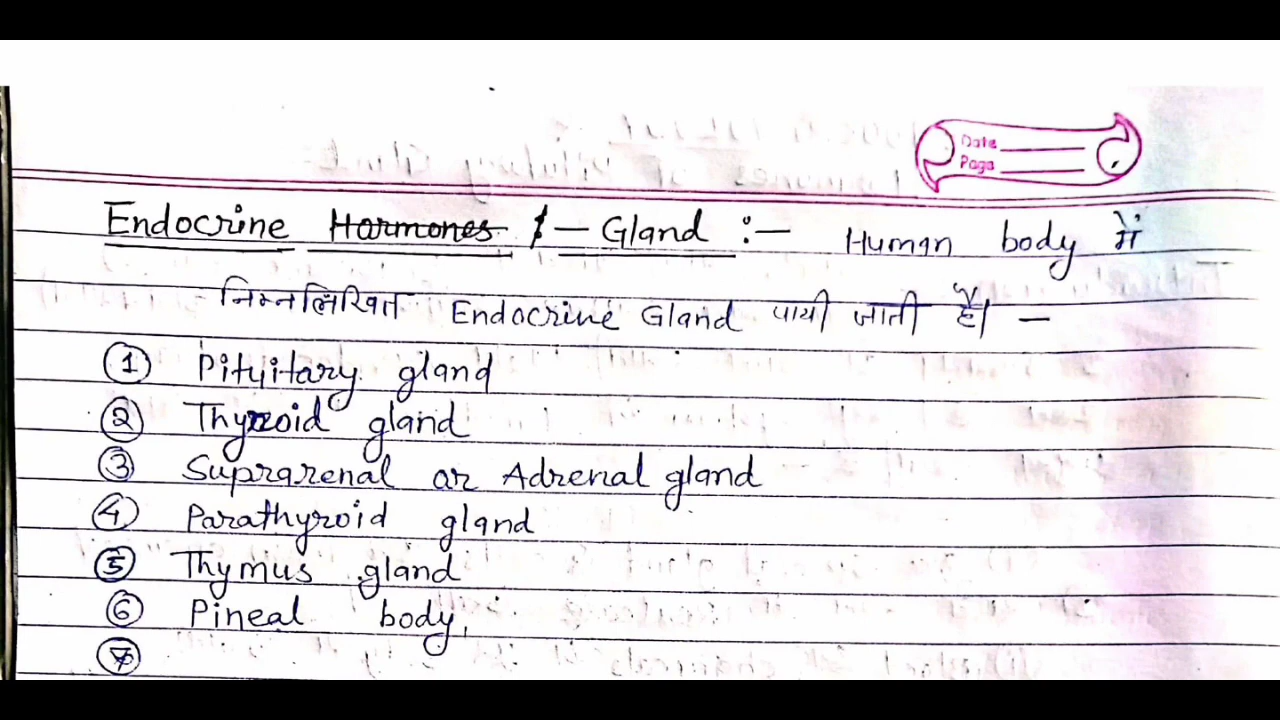 Date
Page
Endocrine Hormones :- Gland :- Human body में
निम्नलिखित Endocrine Gland पायी जाती है। -
① Pituitary gland
② Thyroid gland
③ Suprarenal or Adrenal gland
④ Parathyroid gland
⑤ Thymus gland
⑥ Pineal body,
⑦